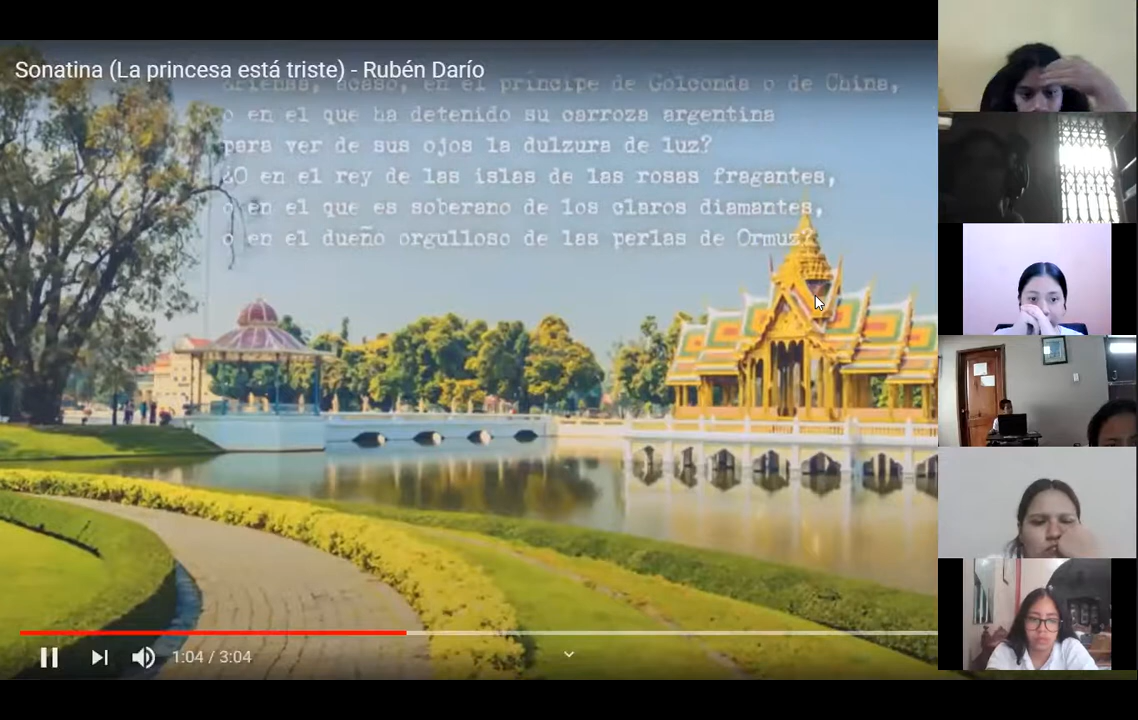 Sonatina (La princesa está triste) - Rubén Darío
en el príncipe de Golconda o de China,
o en el que ha detenido su carroza argentina
para ver de sus ojos la dulzura de luz?
¿O en el rey de las islas de las rosas fragantes,
o en el que es soberano de los claros diamantes,
o en el dueño orgulloso de las perlas de Ormuz?
1:04 / 3:04